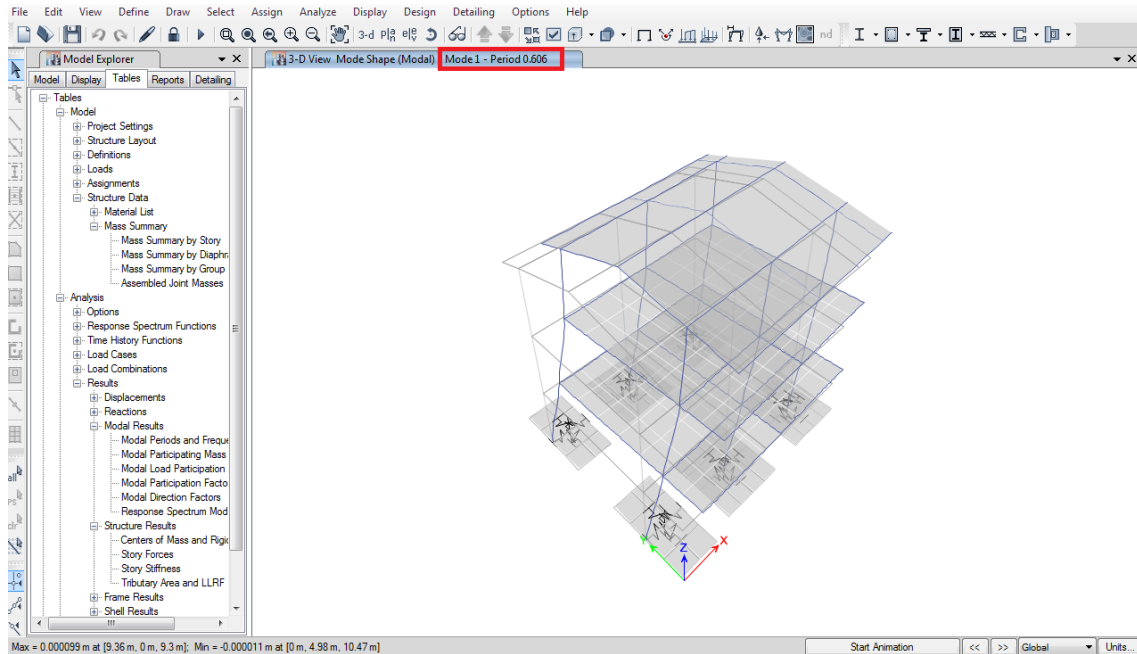 File Edit View Define Draw Select Assign Analyze Display Design Detailing Options Help
3-d nd
Model Explorer
3-D View Mode Shape (Modal) Mode 1 - Period 0.606
Model Display Tables Reports Detailing
Tables
Model
Project Settings
Structure Layout
Definitions
Loads
Assignments
Structure Data
Material List
Mass Summary
Mass Summary by Story
Mass Summary by Diaphr
Mass Summary by Group
Assembled Joint Masses
Analysis
Options
Response Spectrum Functions
Time History Functions
Load Cases
Load Combinations
Results
Displacements
Reactions
Modal Results
Modal Periods and Freque
Modal Participating Mass
Modal Load Participation
Modal Participation Facto
Modal Direction Factors
Response Spectrum Mod
Structure Results
Centers of Mass and Rigi
Story Forces
Story Stiffness
Tributary Area and LLRF
Frame Results
Shell Results
all
PS
clr
Y Z X
Max = 0.000099 m at [9.36 m, 0 m, 9.3 m]; Min = -0.000011 m at [0 m, 4.98 m, 10.47 m] Start Animation << >> Global Units...